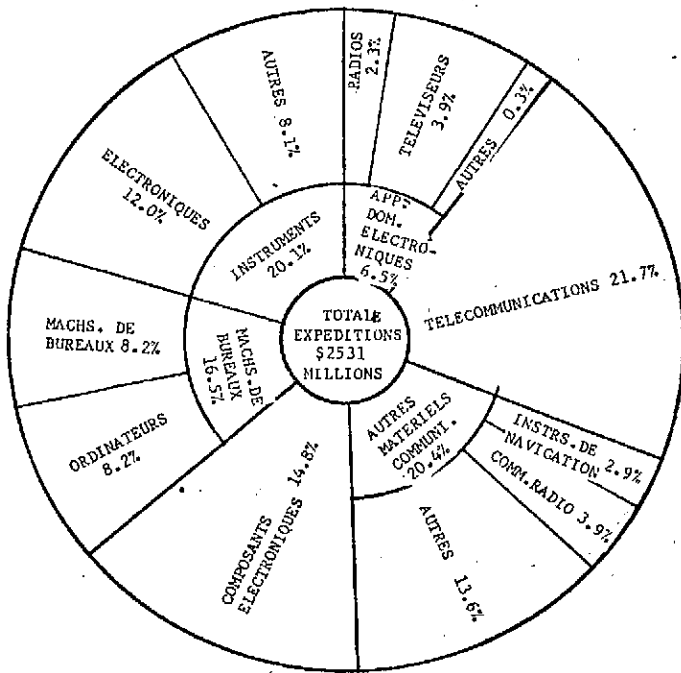 TOTALE
EXPEDITIONS
$2531
MILLIONS
APP.
DOM.
ELECTRO-
NIQUES
6.5%
RADIOS
2.3%
TELEVISEURS
3.9%
AUTRES 0.3%
TELECOMMUNICATIONS 21.7%
AUTRES
MATERIELS
COMMUNI.
20.4%
INSTRS.DE
NAVIGATION 2.9%
COMM.RADIO 3.9%
AUTRES 13.6%
COMPOSANTS
ELECTRONIQUES 14.8%
MACHS.DE
BUREAUX
16.5%
ORDINATEURS
8.2%
MACHS. DE
BUREAUX 8.2%
INSTRUMENTS
20.1%
ELECTRONIQUES
12.0%
AUTRES 8.1%